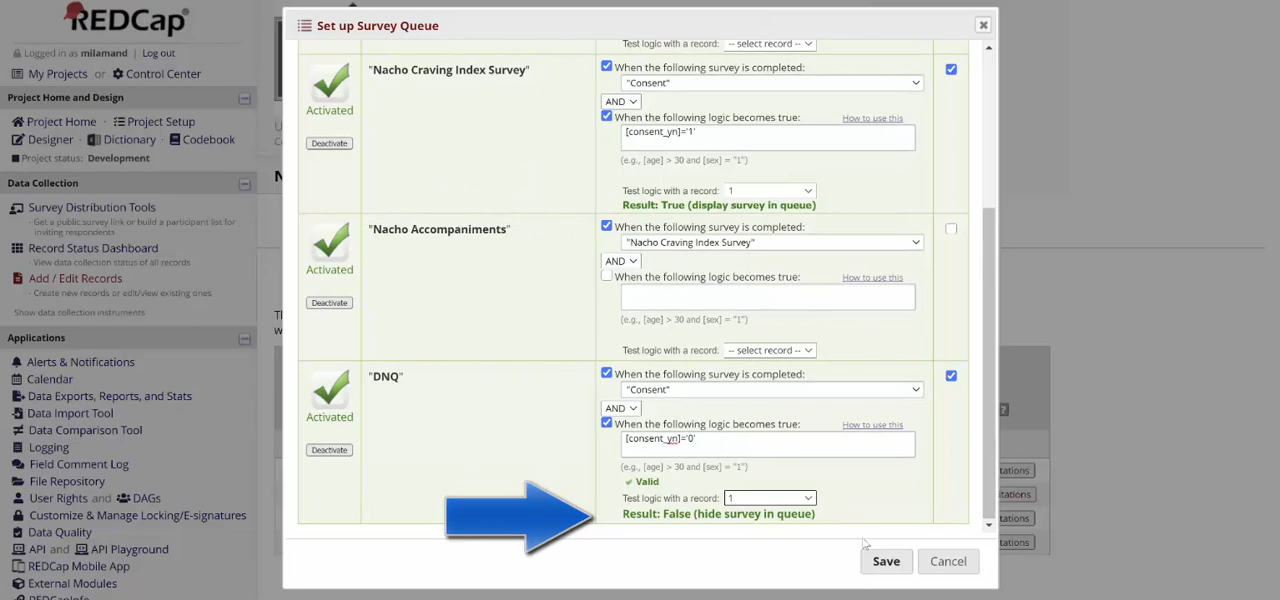 REDCap
Logged in as milamand | Log out
My Projects or Control Center
Project Home and Design
Project Home · Project Setup
Designer · Dictionary · Codebook
Project status: Development
Data Collection
Survey Distribution Tools
- Get a public survey link or build a participant list for
inviting respondents
Record Status Dashboard
- View data collection status of all records
Add / Edit Records
- Create new records or edit/view existing ones
Show data collection instruments
Applications
Alerts & Notifications
Calendar
Data Exports, Reports, and Stats
Data Import Tool
Data Comparison Tool
Logging
Field Comment Log
File Repository
User Rights and DAGs
Customize & Manage Locking/E-signatures
Data Quality
API and API Playground
REDCap Mobile App
External Modules
Set up Survey Queue
Test logic with a record: -- select record --
"Nacho Craving Index Survey"
Activated
Deactivate
When the following survey is completed:
"Consent"
AND
When the following logic becomes true: How to use this
[consent_yn]='1'
(e.g., [age] > 30 and [sex] = "1")
Test logic with a record: 1
Result: True (display survey in queue)
"Nacho Accompaniments"
Activated
Deactivate
When the following survey is completed:
"Nacho Craving Index Survey"
AND
When the following logic becomes true: How to use this
(e.g., [age] > 30 and [sex] = "1")
Test logic with a record: -- select record --
"DNQ"
Activated
Deactivate
When the following survey is completed:
"Consent"
AND
When the following logic becomes true: How to use this
[consent_yn]='0'
(e.g., [age] > 30 and [sex] = "1")
Valid
Test logic with a record: 1
Result: False (hide survey in queue)
Save Cancel